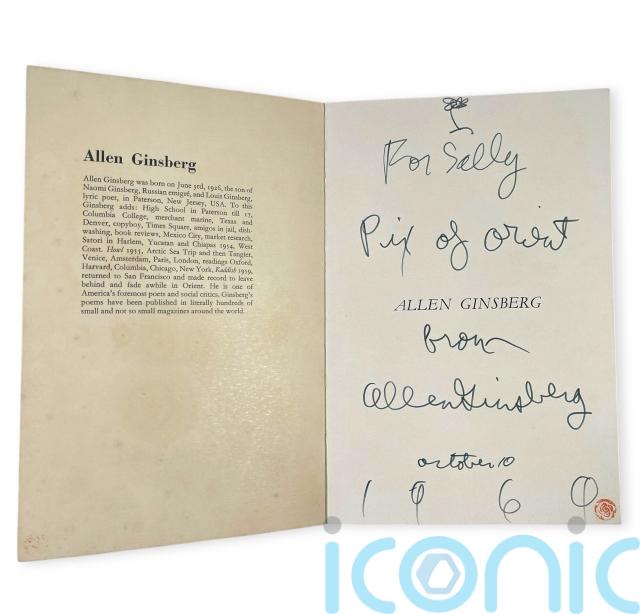 Allen Ginsberg
Allen Ginsberg was born on June 3rd, 1926, the son of
Naomi Ginsberg, Russian emigré, and Louis Ginsberg,
lyric poet, in Paterson, New Jersey, USA. To this
Ginsberg adds: High School in Paterson till 17,
Columbia College, merchant marine, Texas and
Denver, copyboy, Times Square, amigos in jail, dish-
washing, book reviews, Mexico City, market research,
Satori in Harlem, Yucatan and Chiapas 1954, West
Coast. Howl 1955, Arctic Sea Trip and then Tangier,
Venice, Amsterdam, Paris, London, readings Oxford,
Harvard, Columbia, Chicago, New York, Kaddish 1959,
returned to San Francisco and made record to leave
behind and fade awhile in Orient. He is one of
America's foremost poets and social critics. Ginsberg's
poems have been published in literally hundreds of
small and not so small magazines around the world.
For Sally
Pix of Orient
ALLEN GINSBERG
from
Allen Ginsberg
october 10
1 9 6 9
iconic